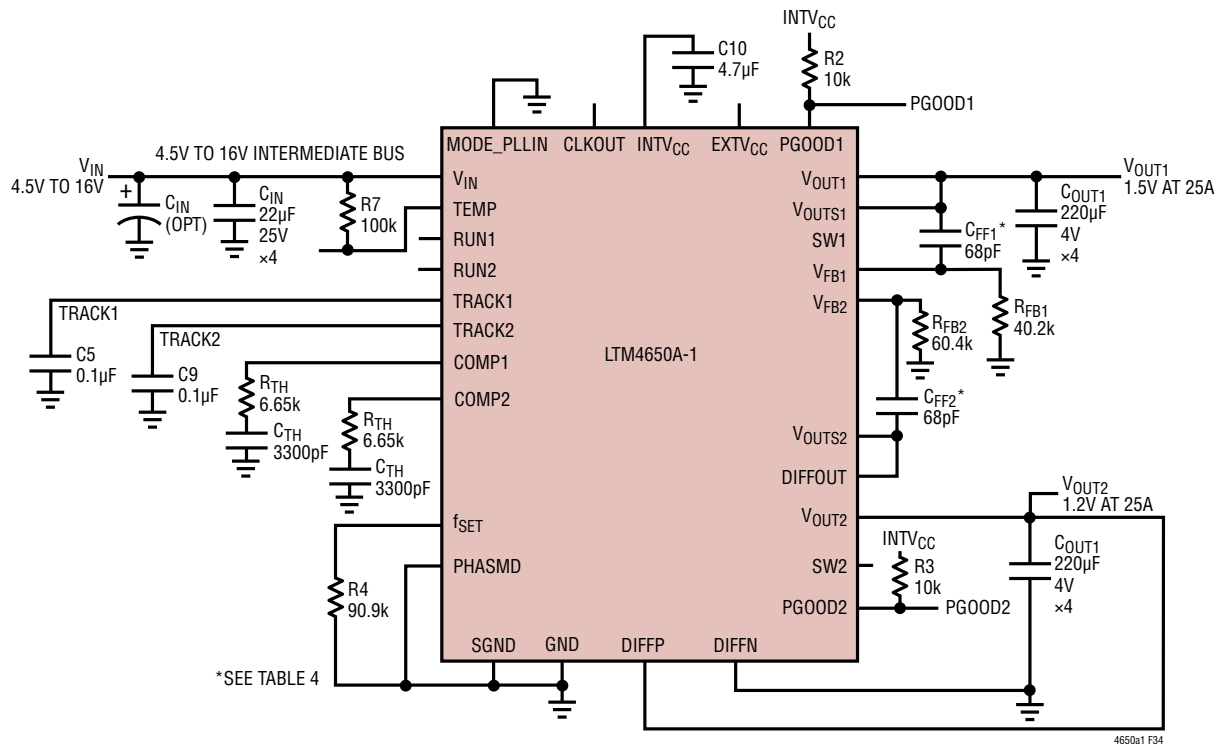 INTVCC
C10
4.7µF
R2
10k
PGOOD1
MODE_PLLIN CLKOUT INTVCC EXTVCC PGOOD1
VIN
4.5V TO 16V
4.5V TO 16V INTERMEDIATE BUS
+
CIN
(OPT)
CIN
22µF
25V
×4
R7
100k
VIN
TEMP
RUN1
RUN2
TRACK1
TRACK2
COMP1
COMP2
fSET
PHASMD
TRACK1
C5
0.1µF
TRACK2
C9
0.1µF
RTH
6.65k
CTH
3300pF
RTH
6.65k
CTH
3300pF
R4
90.9k
LTM4650A-1
VOUT1
VOUTS1
SW1
VFB1
VFB2
VOUTS2
DIFFOUT
VOUT2
SW2
PGOOD2
VOUT1
1.5V AT 25A
COUT1
220µF
4V
×4
CFF1*
68pF
RFB1
40.2k
RFB2
60.4k
CFF2*
68pF
VOUT2
1.2V AT 25A
INTVCC
R3
10k
PGOOD2
COUT1
220µF
4V
×4
SGND GND DIFFP DIFFN
*SEE TABLE 4
4650a1 F34